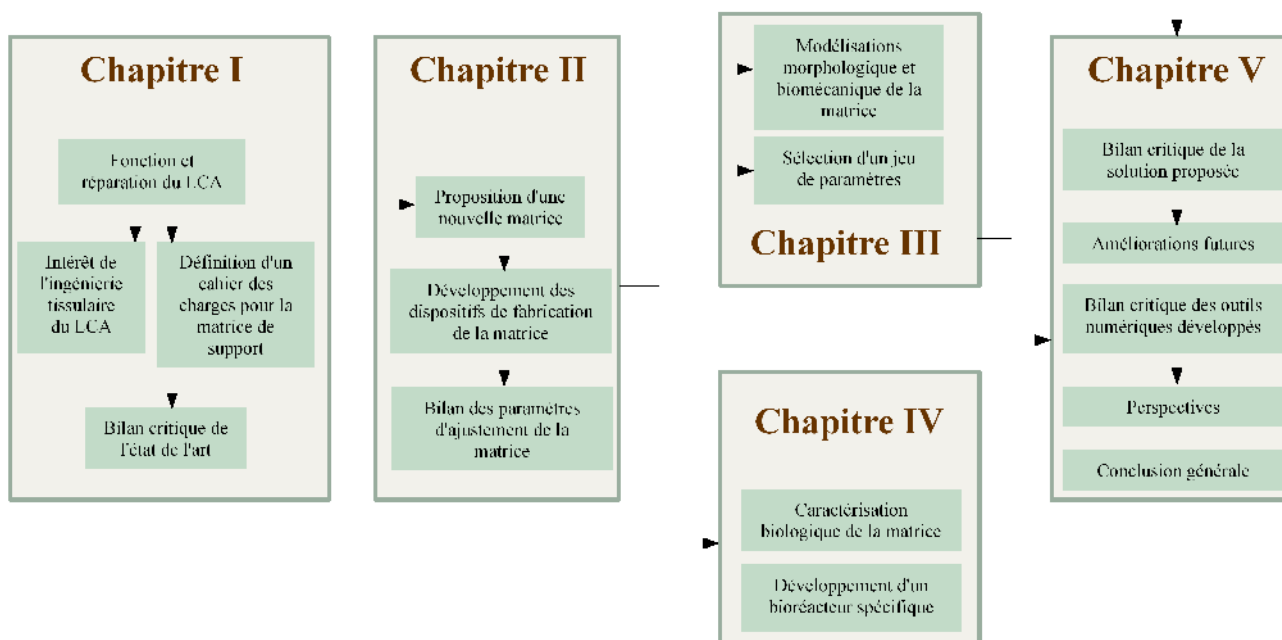 Chapitre I
Fonction et
réparation du LCA
Intérêt de
l'ingénierie
tissulaire
du LCA
Définition d'un
cahier des
charges pour la
matrice de
support
Bilan critique de
l'état de l'art
Chapitre II
Proposition d'une
nouvelle matrice
Développement des
dispositifs de fabrication
de la matrice
Bilan des paramètres
d'ajustement de la
matrice
Modélisations
morphologique et
biomécanique de la
matrice
Sélection d'un jeu
de paramètres
Chapitre III
Chapitre IV
Caractérisation
biologique de la matrice
Développement d'un
bioréacteur spécifique
Chapitre V
Bilan critique de la
solution proposée
Améliorations futures
Bilan critique des outils
numériques développés
Perspectives
Conclusion générale